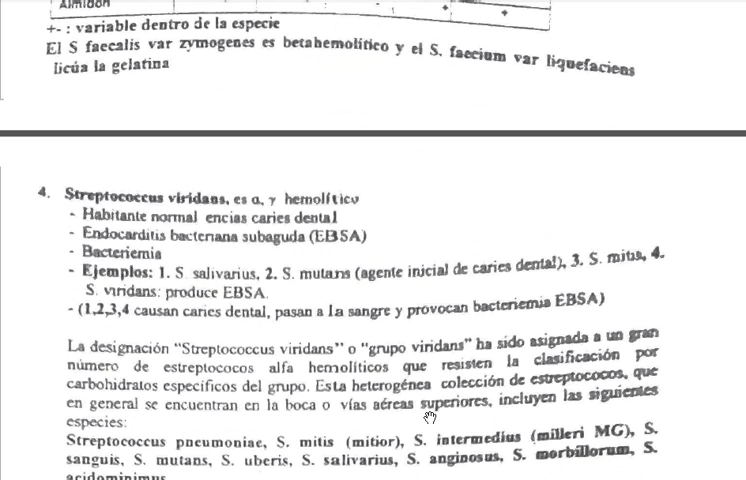 Almidón
+- : variable dentro de la especie
El S faecalis var zymogenes es betahemolítico y el S. faecium var liquefaciens
licúa la gelatina
4. Streptococcus viridans, es α, γ hemolítico
- Habitante normal encias caries dental
- Endocarditis bacteriana subaguda (EBSA)
- Bacteriemia
- Ejemplos: 1. S. salivarius, 2. S. mutans (agente inicial de caries dental), 3. S. mitis, 4.
S. viridans: produce EBSA.
- (1,2,3,4 causan caries dental, pasan a la sangre y provocan bacteriemia EBSA)
La designación "Streptococcus viridans" o "grupo viridans" ha sido asignada a un gran
número de estreptococos alfa hemolíticos que resisten la clasificación por
carbohidratos específicos del grupo. Esta heterogénea colección de estreptococos, que
en general se encuentran en la boca o vías aéreas superiores, incluyen las siguientes
especies:
Streptococcus pneumoniae, S. mitis (mitior), S. intermedius (milleri MG), S.
sanguis, S. mutans, S. uberis, S. salivarius, S. anginosus, S. morbillorum, S.
acidominimus